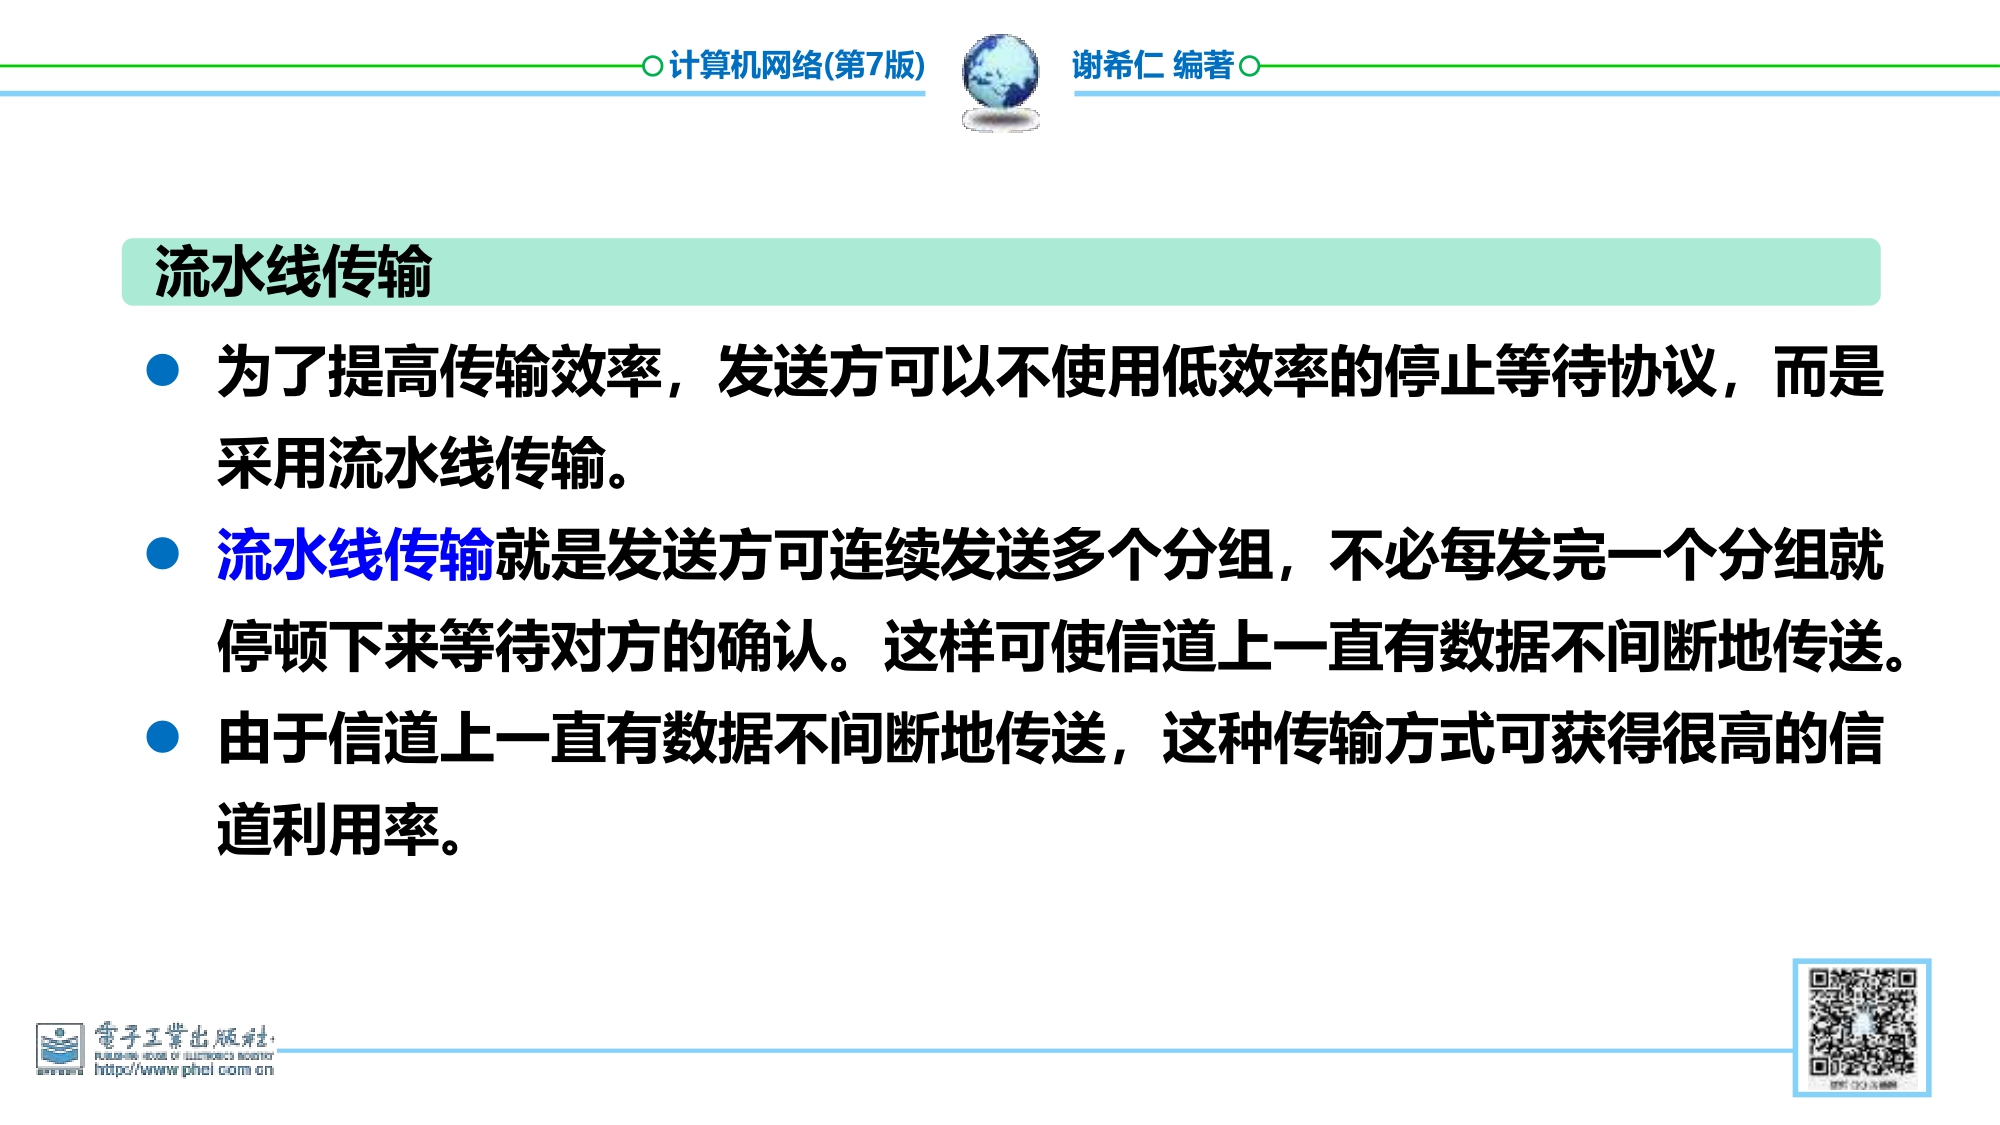 计算机网络(第7版)
谢希仁 编著
流水线传输
为了提高传输效率，发送方可以不使用低效率的停止等待协议，而是
采用流水线传输。
流水线传输就是发送方可连续发送多个分组，不必每发完一个分组就
停顿下来等待对方的确认。这样可使信道上一直有数据不间断地传送。
由于信道上一直有数据不间断地传送，这种传输方式可获得很高的信
道利用率。
電子工業出版社
PUBLISHING HOUSE OF ELECTRONICS INDUSTRY
http://www.phei.com.cn